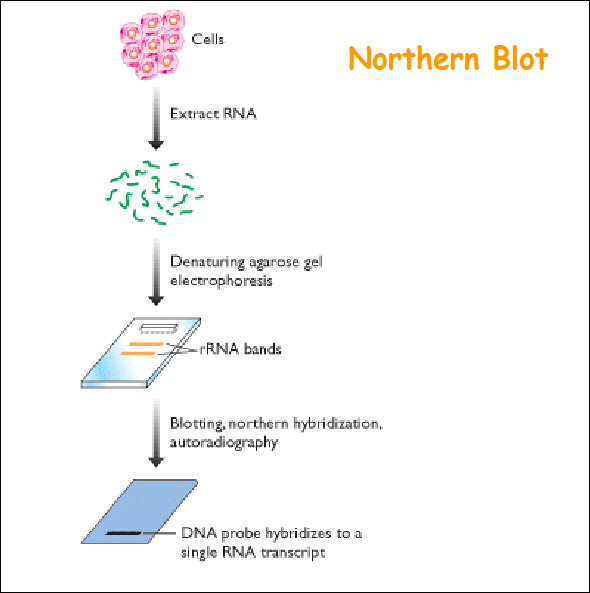 Cells
Northern Blot
Extract RNA
Denaturing agarose gel
electrophoresis
rRNA bands
Blotting, northern hybridization,
autoradiography
DNA probe hybridizes to a
single RNA transcript